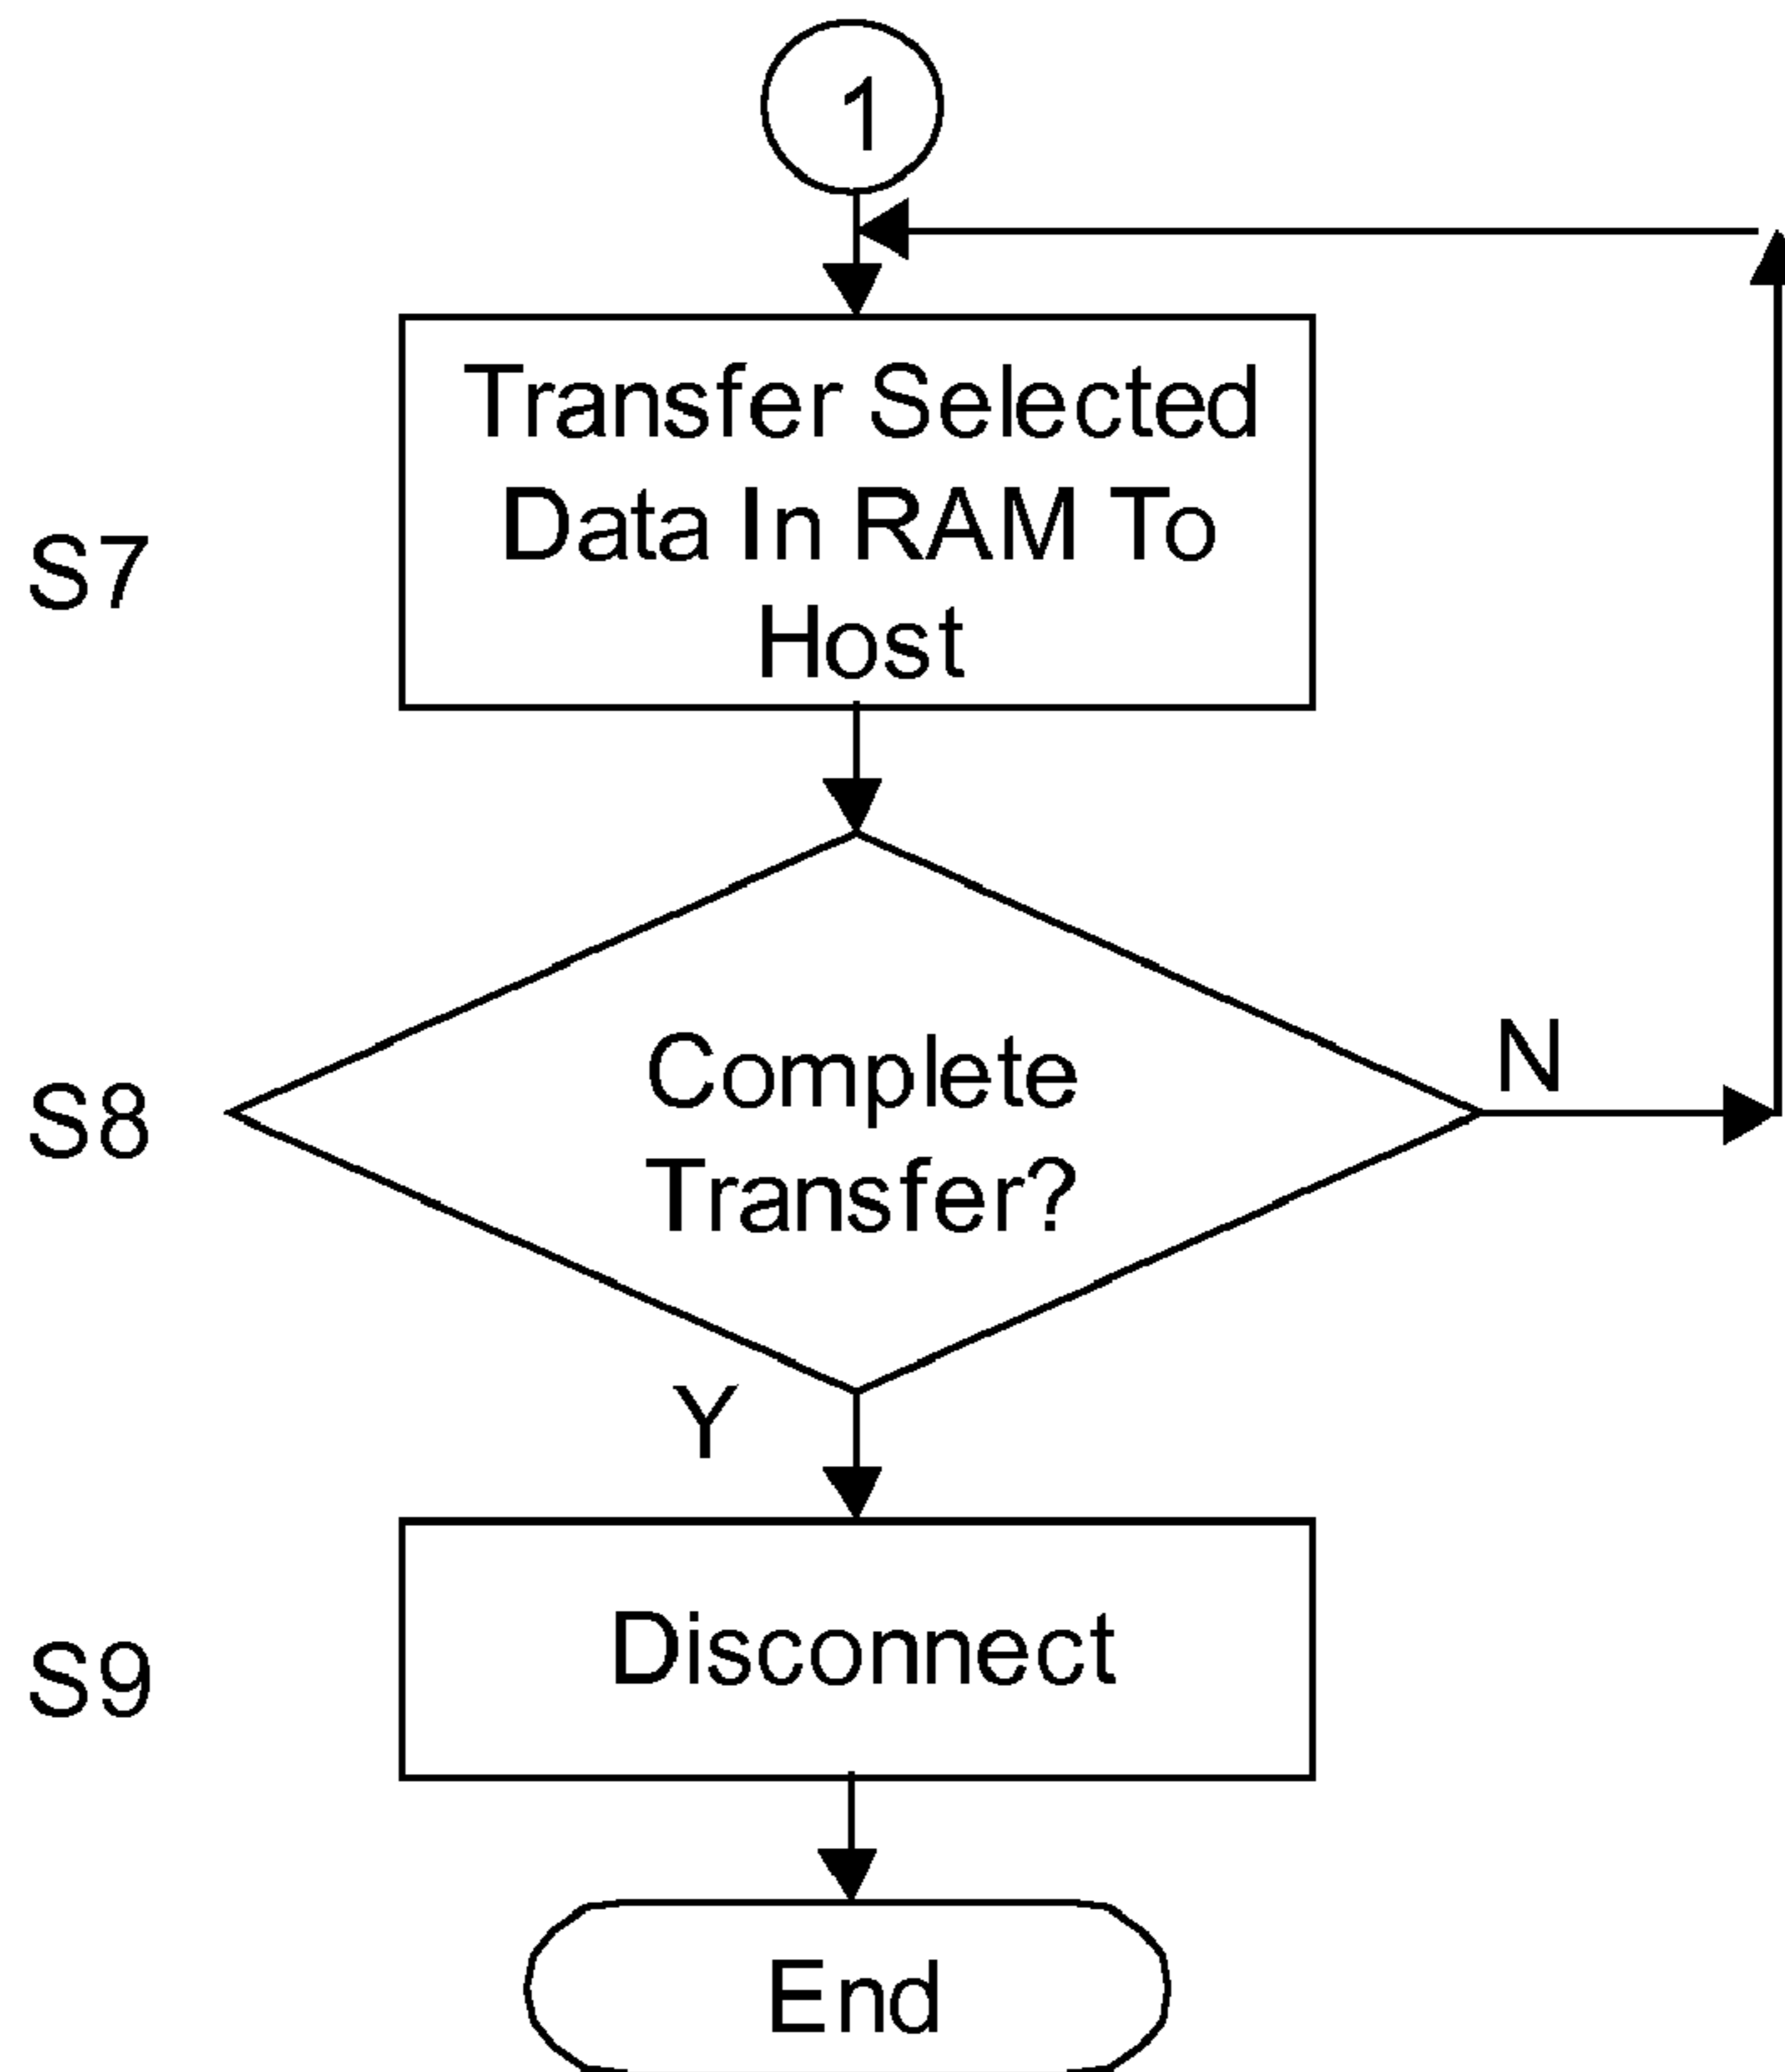 1
Transfer Selected
Data In RAM To
Host
S7
Complete
Transfer?
N
S8
Y
Disconnect
S9
End